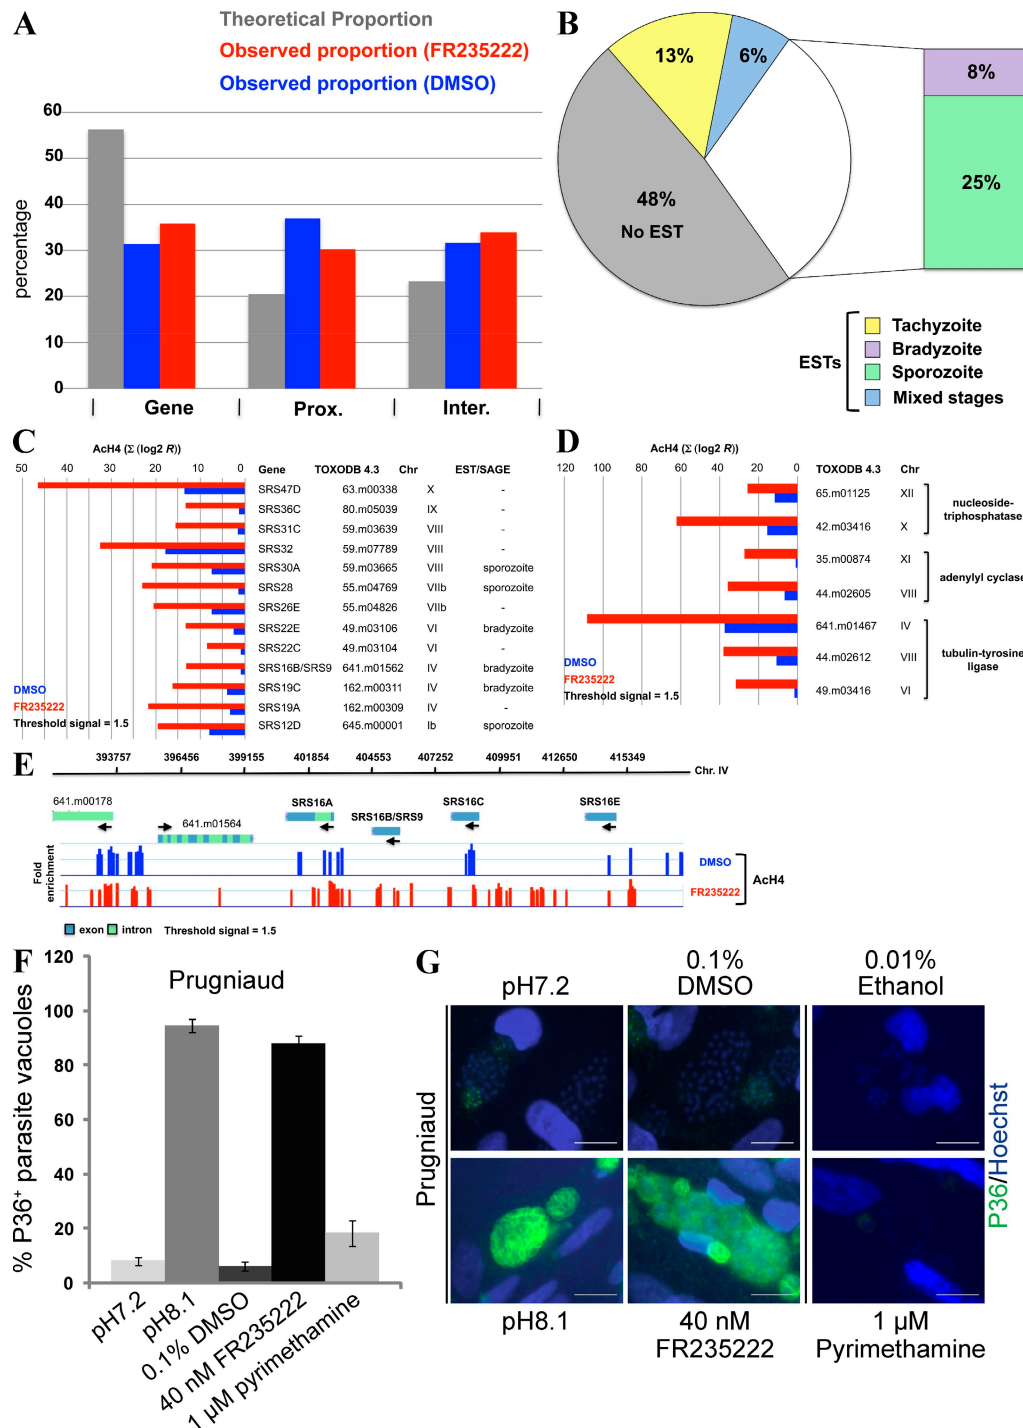 A
Theoretical Proportion
Observed proportion (FR235222)
Observed proportion (DMSO)
percentage
60
50
40
30
20
10
0
Gene
Prox.
Inter.
B
13%
6%
48%
No EST
8%
25%
ESTs
Tachyzoite
Bradyzoite
Sporozoite
Mixed stages
C
AcH4 (Σ (log2 R))
50 40 30 20 10 0
Gene TOXODB 4.3 Chr EST/SAGE
SRS47D 63.m00338 X -
SRS36C 80.m05039 IX -
SRS31C 59.m03639 VIII -
SRS32 59.m07789 VIII -
SRS30A 59.m03665 VIII sporozoite
SRS28 55.m04769 VIIb sporozoite
SRS26E 55.m04826 VIIb -
SRS22E 49.m03106 VI bradyzoite
SRS22C 49.m03104 VI -
SRS16B/SRS9 641.m01562 IV bradyzoite
SRS19C 162.m00311 IV bradyzoite
SRS19A 162.m00309 IV -
SRS12D 645.m00001 Ib sporozoite
DMSO
FR235222
Threshold signal = 1.5
D
AcH4 (Σ (log2 R))
120 100 80 60 40 20 0
TOXODB 4.3 Chr
65.m01125 XII
42.m03416 X
nucleoside-
triphosphatase
35.m00874 XI
44.m02605 VIII
adenylyl cyclase
641.m01467 IV
44.m02612 VIII
49.m03416 VI
tubulin-tyrosine
ligase
DMSO
FR235222
Threshold signal = 1.5
E
393757 396456 399155 401854 404553 407252 409951 412650 415349
Chr. IV
641.m00178
641.m01564
SRS16A
SRS16B/SRS9
SRS16C
SRS16E
Fold
enrichment
DMSO
FR235222
AcH4
exon intron Threshold signal = 1.5
F
Prugniaud
% P36+ parasite vacuoles
120
100
80
60
40
20
0
pH7.2
pH8.1
0.1% DMSO
40 nM FR235222
1 µM pyrimethamine
G
pH7.2
0.1%
DMSO
0.01%
Ethanol
Prugniaud
P36/Hoechst
pH8.1
40 nM
FR235222
1 µM
Pyrimethamine